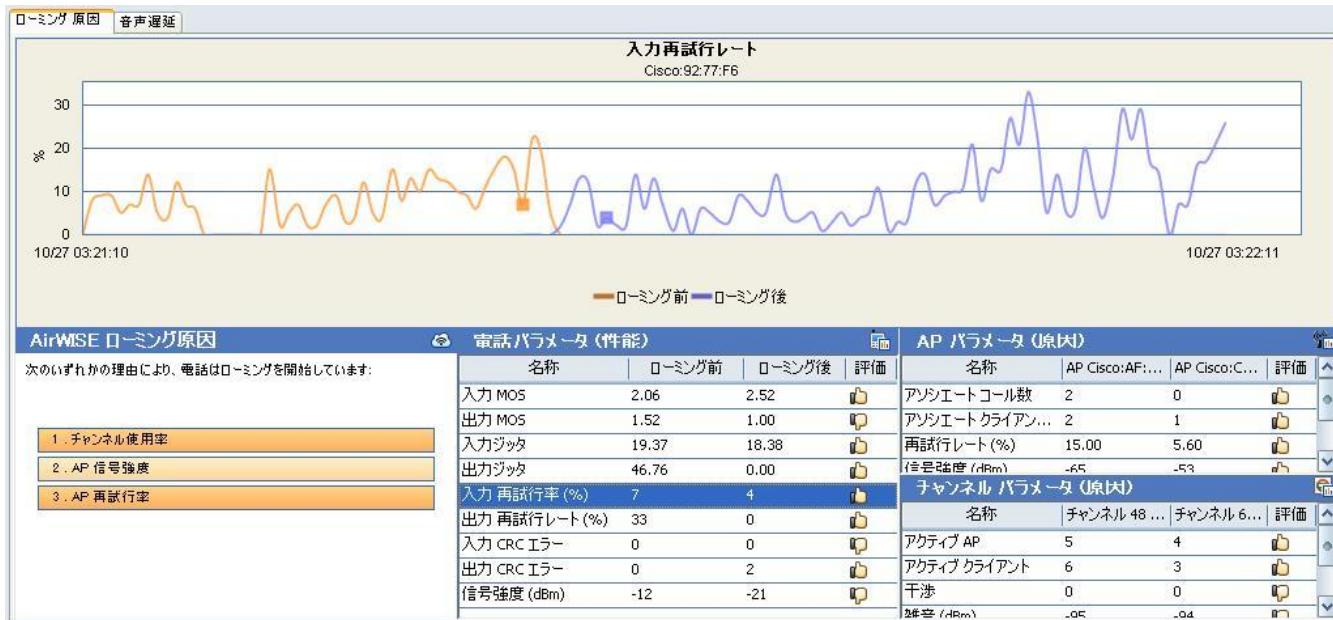 ローミング 原因 音声遅延
入力再試行レート
Cisco:92:77:F6
30
20
%
10
0
10/27 03:21:10 10/27 03:22:11
ローミング前 ローミング後
AirWISE ローミング原因
次のいずれかの理由により、電話はローミングを開始しています:
1 . チャンネル使用率
2 . AP 信号強度
3 . AP 再試行率
電話パラメータ (性能)
名称 ローミング前 ローミング後 評価
入力 MOS 2.06 2.52
出力 MOS 1.52 1.00
入力ジッタ 19.37 18.38
出力ジッタ 46.76 0.00
入力 再試行率 (%) 7 4
出力 再試行レート (%) 33 0
入力 CRC エラー 0 0
出力 CRC エラー 0 2
信号強度 (dBm) -12 -21
AP パラメータ (原因)
名称 AP Cisco:AF:... AP Cisco:C... 評価
アソシエートコール数 2 0
アソシエートクライアン... 2 1
再試行レート (%) 15.00 5.60
信号強度 (dBm) -65 -53
チャンネル パラメータ (原因)
名称 チャンネル 48 ... チャンネル 6... 評価
アクティブ AP 5 4
アクティブ クライアント 6 3
干渉 0 0
雑音 (dBm) -95 -94